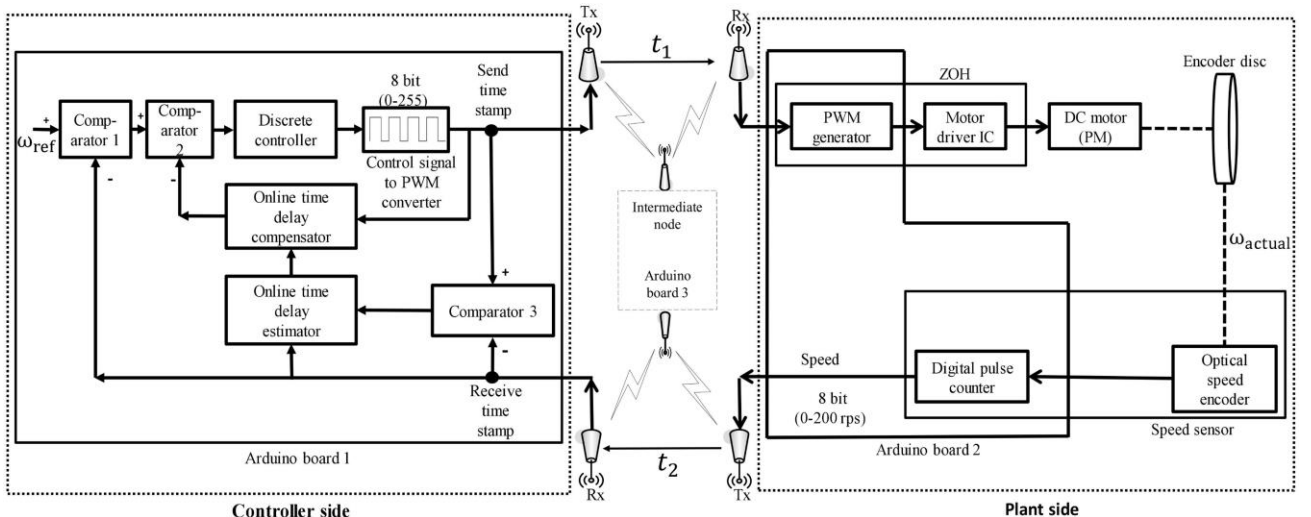 Tx
Rx
t₁
8 bit
(0-255)
Send
time
stamp
ZOH
Encoder disc
+
ω_ref
Comp-
arator 1
+
Comp-
arator
2
Discrete
controller
PWM
generator
Motor
driver IC
DC motor
(PM)
-
-
Control signal
to PWM
converter
Online time
delay
compensator
Intermediate
node
ω_actual
+
Arduino
board 3
Online time
delay
estimator
Comparator 3
-
Speed
Digital pulse
counter
Optical
speed
encoder
8 bit
(0-200 rps)
Receive
time
stamp
Speed sensor
Arduino board 1
t₂
Arduino board 2
Rx
Tx
Controller side
Plant side